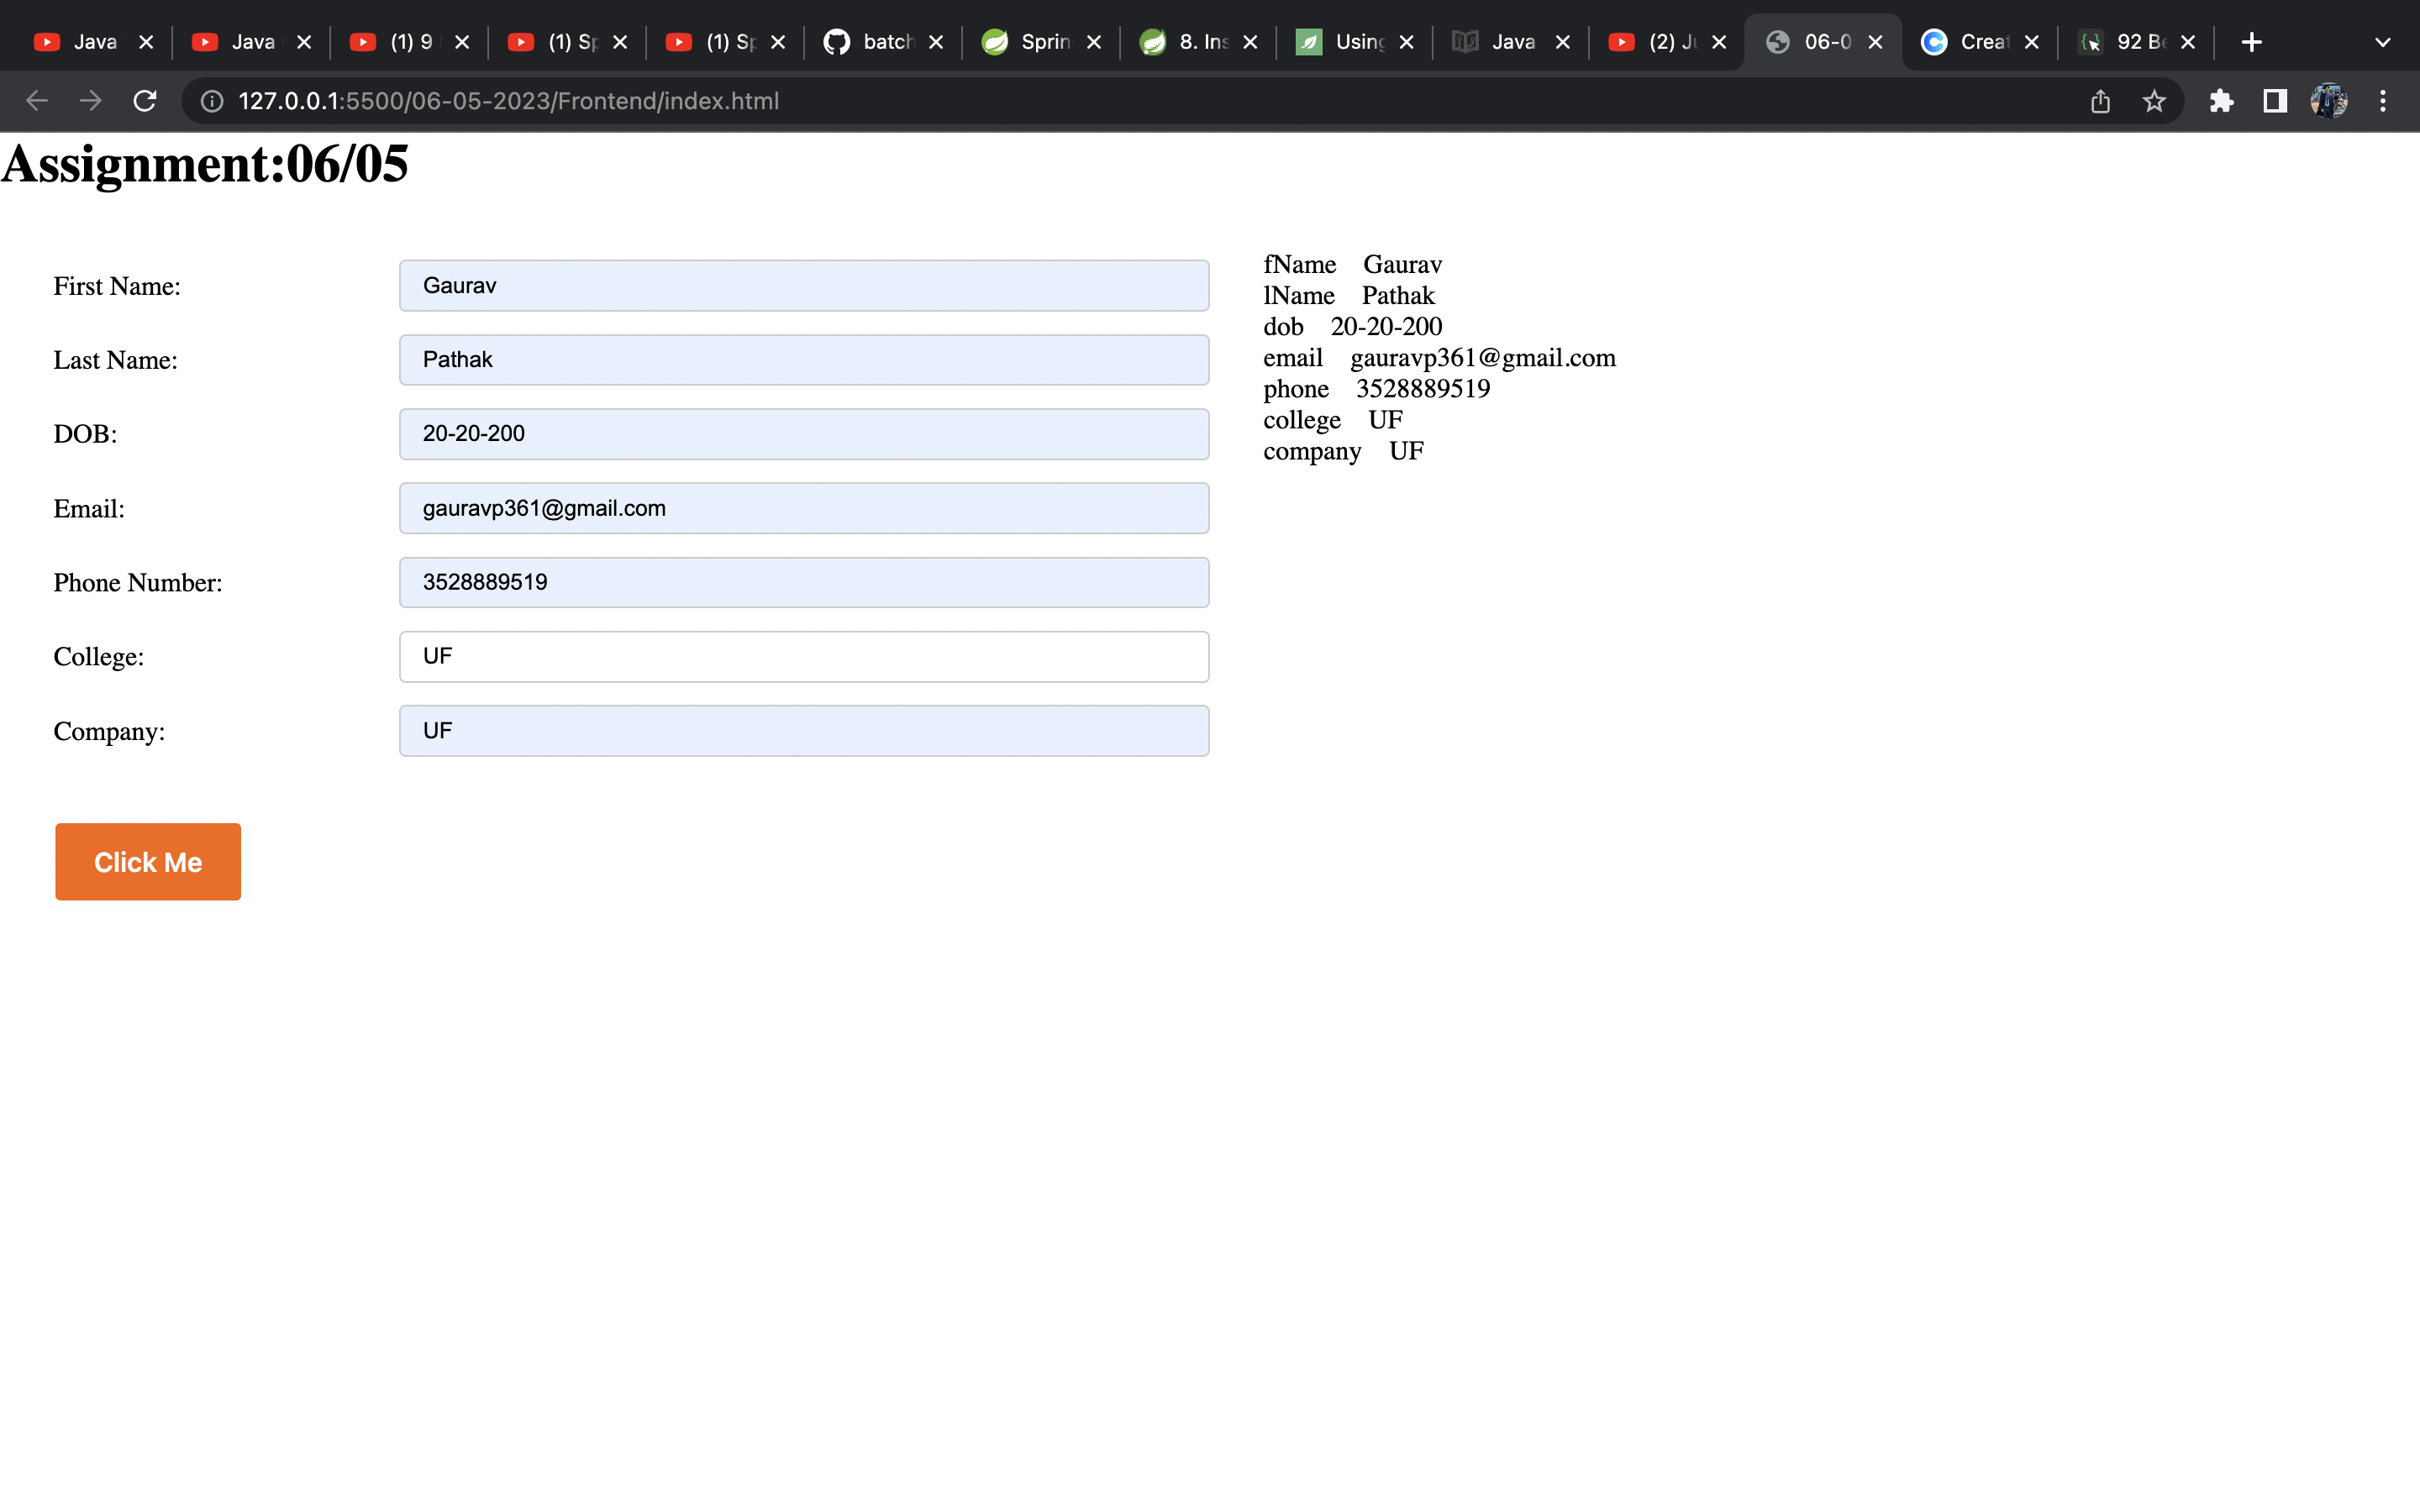 Java Java (1) 9 (1) Sp (1) Sp batch Sprin 8. Ins Using Java (2) Ju 06-0 Creat 92 Be
127.0.0.1:5500/06-05-2023/Frontend/index.html
Assignment:06/05
First Name: Gaurav
Last Name: Pathak
DOB: 20-20-200
Email: gauravp361@gmail.com
Phone Number: 3528889519
College: UF
Company: UF
Click Me
fName Gaurav
lName Pathak
dob 20-20-200
email gauravp361@gmail.com
phone 3528889519
college UF
company UF